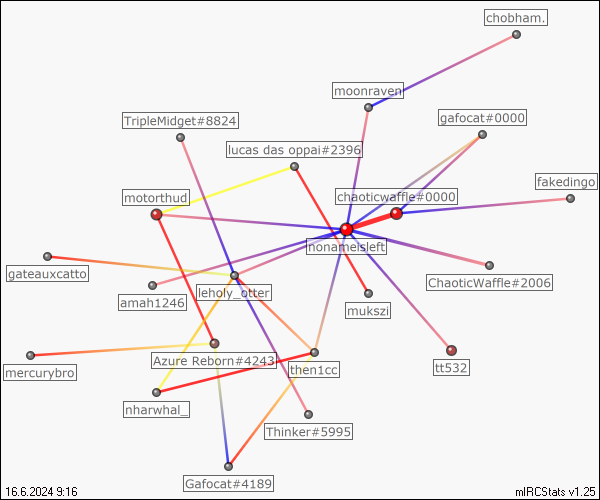 chobham.
moonraven
TripleMidget#8824
gafocat#0000
lucas das oppai#2396
fakedingo
motorthud
chaoticwaffle#0000
nonameisleft
gateauxcatto
amah1246
leholy_otter
ChaoticWaffle#2006
mukszi
Azure Reborn#4243
mercurybro
then1cc
tt532
nharwhal_
Thinker#5995
Gafocat#4189
16.6.2024 9:16
mIRCStats v1.25